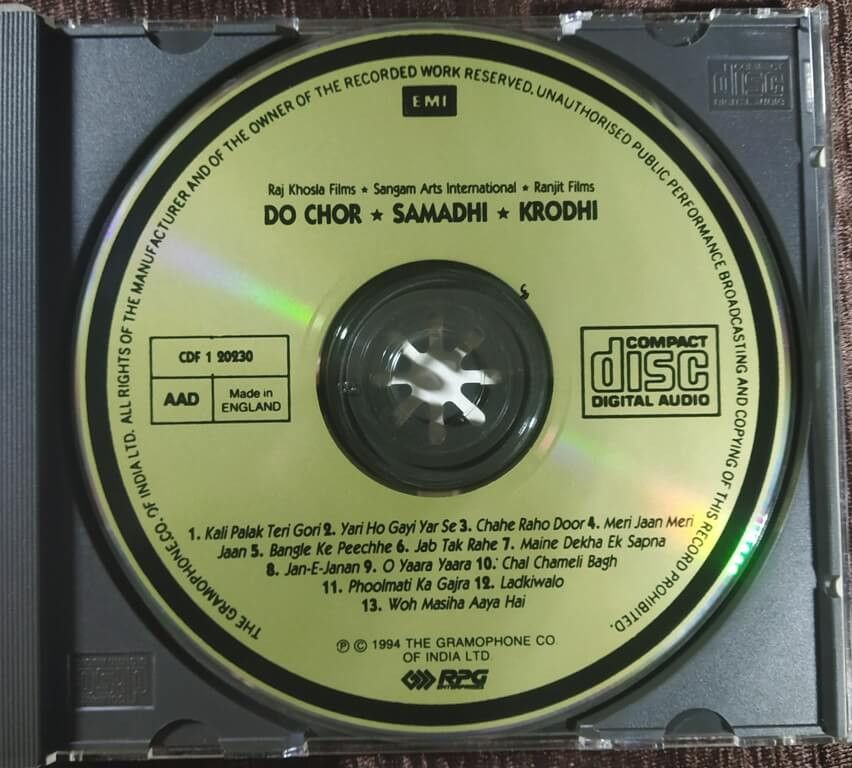 THE GRAMOPHONE CO. OF INDIA LTD. ALL RIGHTS OF THE MANUFACTURER AND OF THE OWNER OF THE RECORDED WORK RESERVED. UNAUTHORISED PUBLIC PERFORMANCE BROADCASTING AND COPYING OF THIS RECORD PROHIBITED.
EMI
Raj Khosla Films ★ Sangam Arts International ★ Ranjit Films
DO CHOR ★ SAMADHI ★ KRODHI
CDF 1 20230
AAD
Made in
ENGLAND
COMPACT
disc
DIGITAL AUDIO
1. Kali Palak Teri Gori 2. Yari Ho Gayi Yar Se 3. Chahe Raho Door 4. Meri Jaan Meri
Jaan 5. Bangle Ke Peechhe 6. Jab Tak Rahe 7. Maine Dekha Ek Sapna
8. Jan-E-Janan 9. O Yaara Yaara 10. Chal Chameli Bagh
11. Phoolmati Ka Gajra 12. Ladkiwalo
13. Woh Masiha Aaya Hai
℗ © 1994 THE GRAMOPHONE CO.
OF INDIA LTD.
RPG
ENTERPRISES
COMPACT
disc
DIGITAL AUDIO